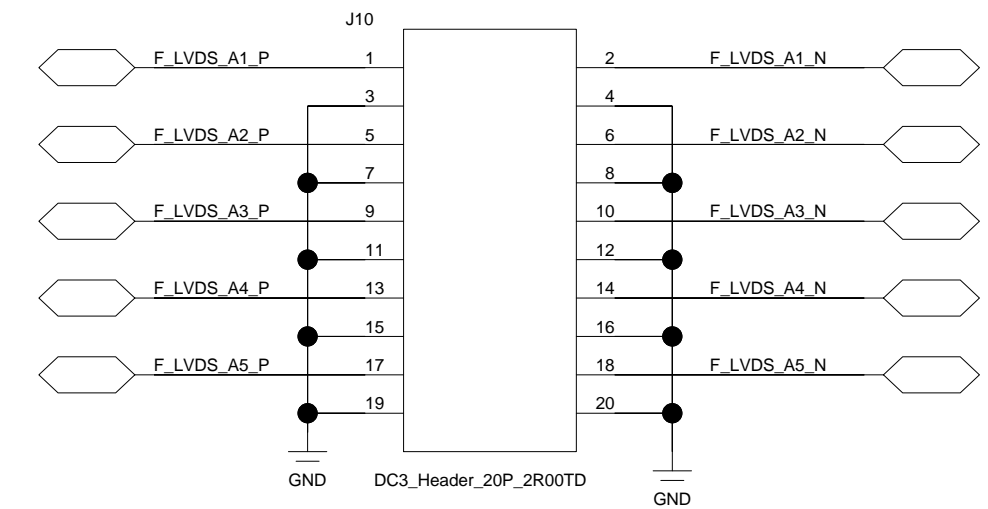 J10
F_LVDS_A1_P 1 2 F_LVDS_A1_N
3 4
F_LVDS_A2_P 5 6 F_LVDS_A2_N
7 8
F_LVDS_A3_P 9 10 F_LVDS_A3_N
11 12
F_LVDS_A4_P 13 14 F_LVDS_A4_N
15 16
F_LVDS_A5_P 17 18 F_LVDS_A5_N
19 20
GND DC3_Header_20P_2R00TD
GND